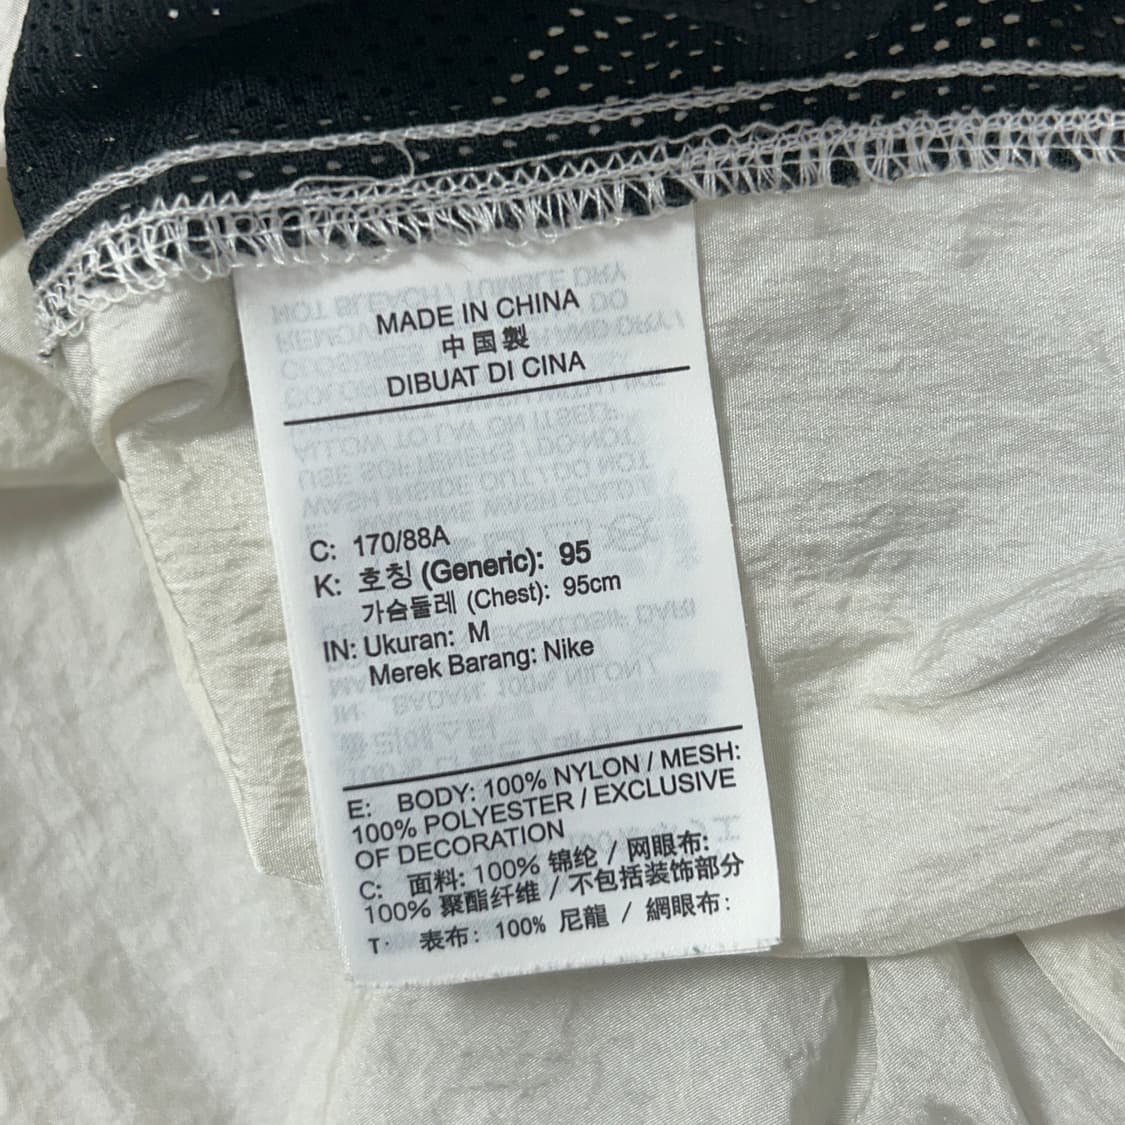 MADE IN CHINA
中国製
DIBUAT DI CINA
C: 170/88A
K: 호칭 (Generic): 95
가슴둘레 (Chest): 95cm
IN: Ukuran: M
Merek Barang: Nike
E: BODY: 100% NYLON / MESH:
100% POLYESTER / EXCLUSIVE
OF DECORATION
C: 面料: 100% 锦纶 / 网眼布:
100% 聚酯纤维 / 不包括装饰部分
T: 表布: 100% 尼龍 / 網眼布: